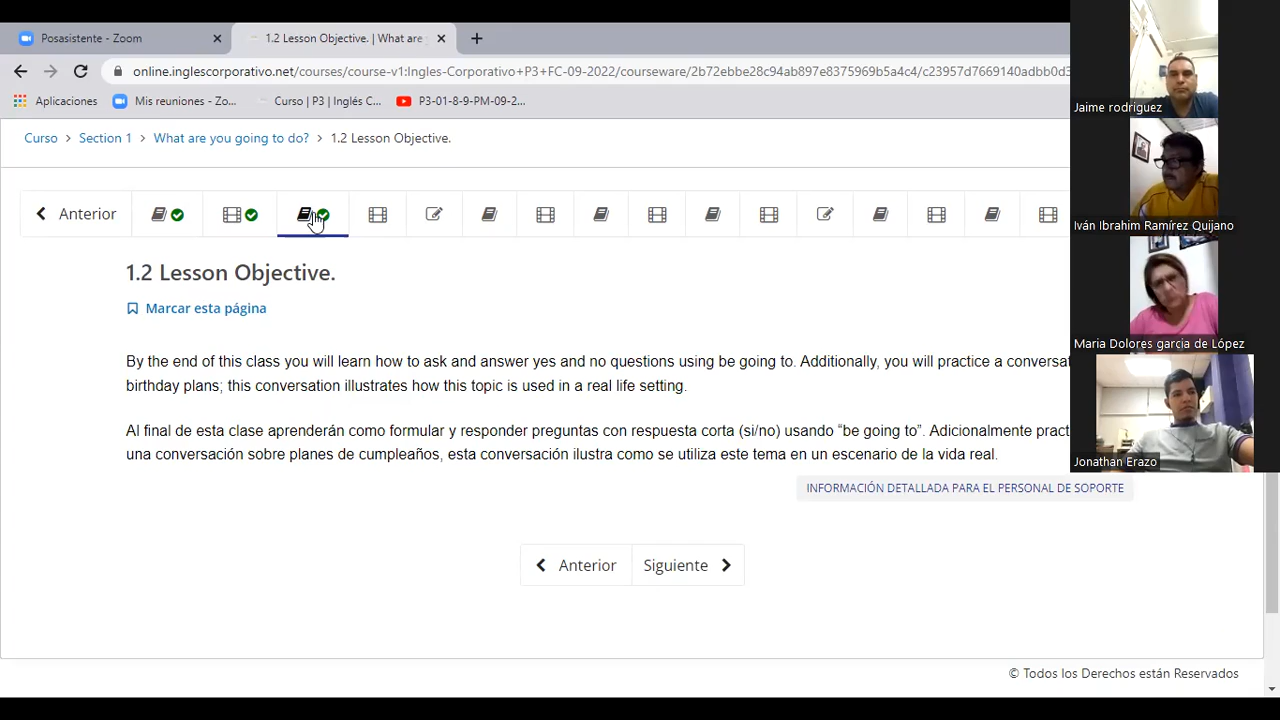 Posasistente - Zoom
1.2 Lesson Objective. | What are
online.inglescorporativo.net/courses/course-v1:Ingles-Corporativo+P3+FC-09-2022/courseware/2b72ebbe28c94ab897e8375969b5a4c4/c23957d7669140adbb0d3
Aplicaciones
Mis reuniones - Zo...
Curso | P3 | Inglés C...
P3-01-8-9-PM-09-2...
Curso > Section 1 > What are you going to do? > 1.2 Lesson Objective.
Anterior
1.2 Lesson Objective.
Marcar esta página
By the end of this class you will learn how to ask and answer yes and no questions using be going to. Additionally, you will practice a conversat
birthday plans; this conversation illustrates how this topic is used in a real life setting.
Al final de esta clase aprenderán como formular y responder preguntas con respuesta corta (si/no) usando “be going to”. Adicionalmente pract
una conversación sobre planes de cumpleaños, esta conversación ilustra como se utiliza este tema en un escenario de la vida real.
INFORMACIÓN DETALLADA PARA EL PERSONAL DE SOPORTE
Anterior
Siguiente
© Todos los Derechos están Reservados
Jaime rodriguez
Iván Ibrahim Ramírez Quijano
Maria Dolores garcia de López
Jonathan Erazo